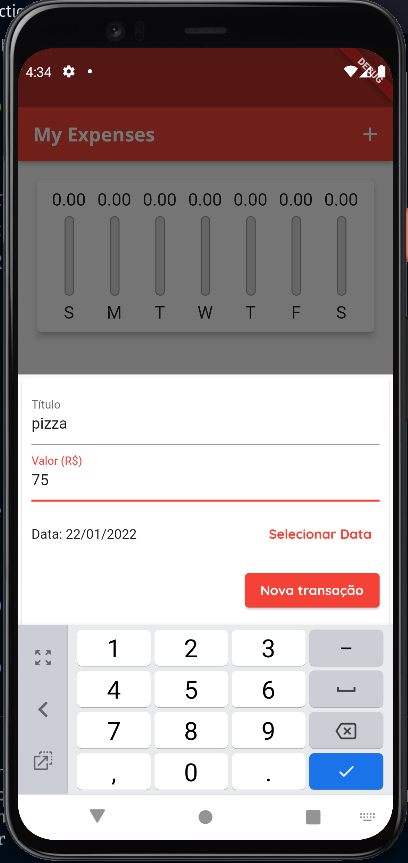 4:34
DEBUG
My Expenses +
0.00 0.00 0.00 0.00 0.00 0.00 0.00
S M T W T F S
Título
pizza
Valor (R$)
75
Data: 22/01/2022 Selecionar Data
Nova transação
1 2 3 –
4 5 6
7 8 9
, 0 .